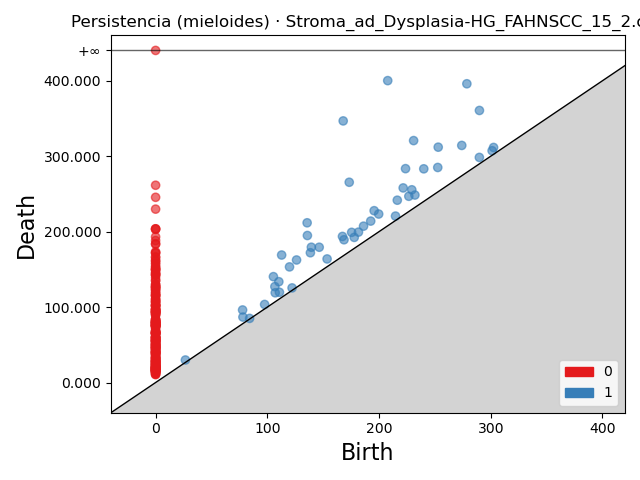 Persistencia (mieloides) · Stroma_ad_Dysplasia-HG_FAHNSCC_15_2.c
+∞
400.000
300.000
200.000
100.000
0.000
Death
0
1
0 100 200 300 400
Birth